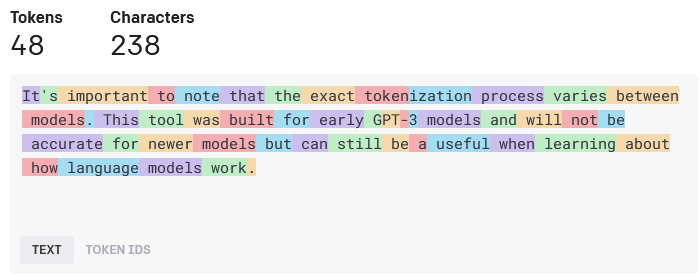 Tokens Characters
48 238
It's important to note that the exact tokenization process varies between
models. This tool was built for early GPT-3 models and will not be
accurate for newer models but can still be a useful when learning about
how language models work.
TEXT TOKEN IDS